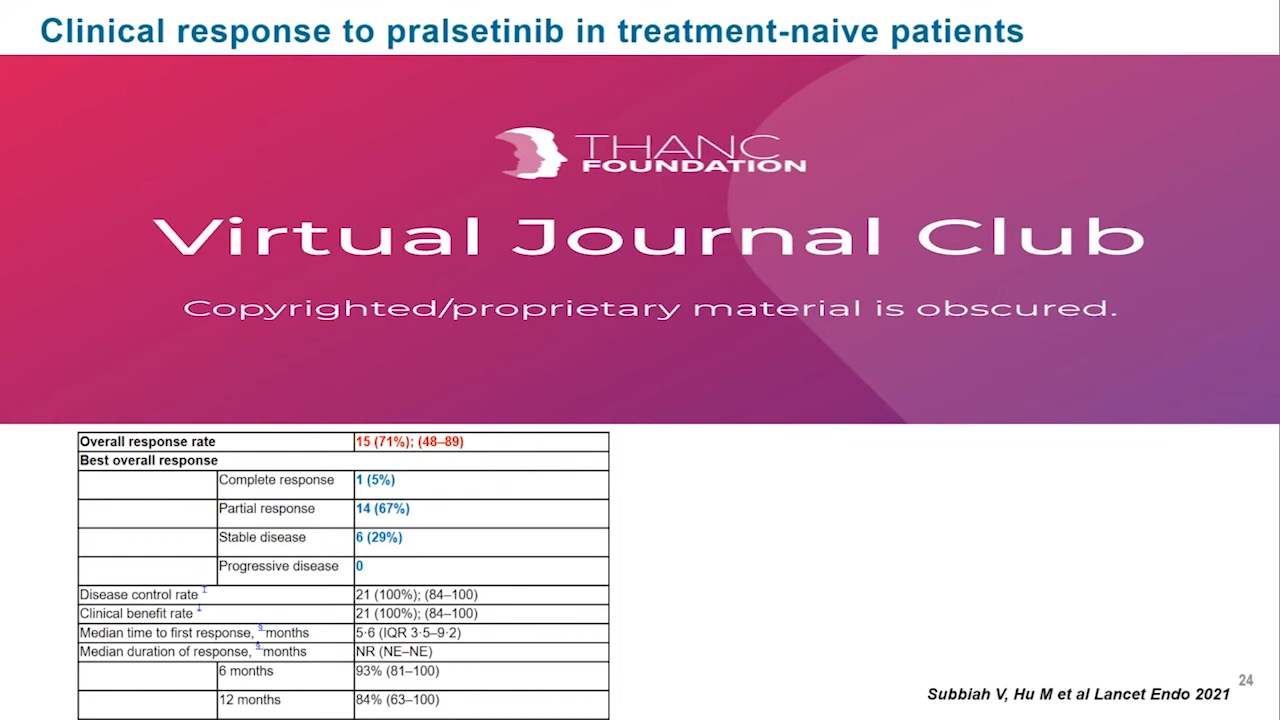 Clinical response to pralsetinib in treatment-naive patients
THANC
FOUNDATION
Virtual Journal Club
Copyrighted/proprietary material is obscured.
Overall response rate 15 (71%); (48–89)
Best overall response
Complete response 1 (5%)
Partial response 14 (67%)
Stable disease 6 (29%)
Progressive disease 0
Disease control rate 21 (100%); (84–100)
Clinical benefit rate 21 (100%); (84–100)
Median time to first response, months 5·6 (IQR 3·5–9·2)
Median duration of response, months NR (NE–NE)
6 months 93% (81–100)
12 months 84% (63–100)
24
Subbiah V, Hu M et al Lancet Endo 2021